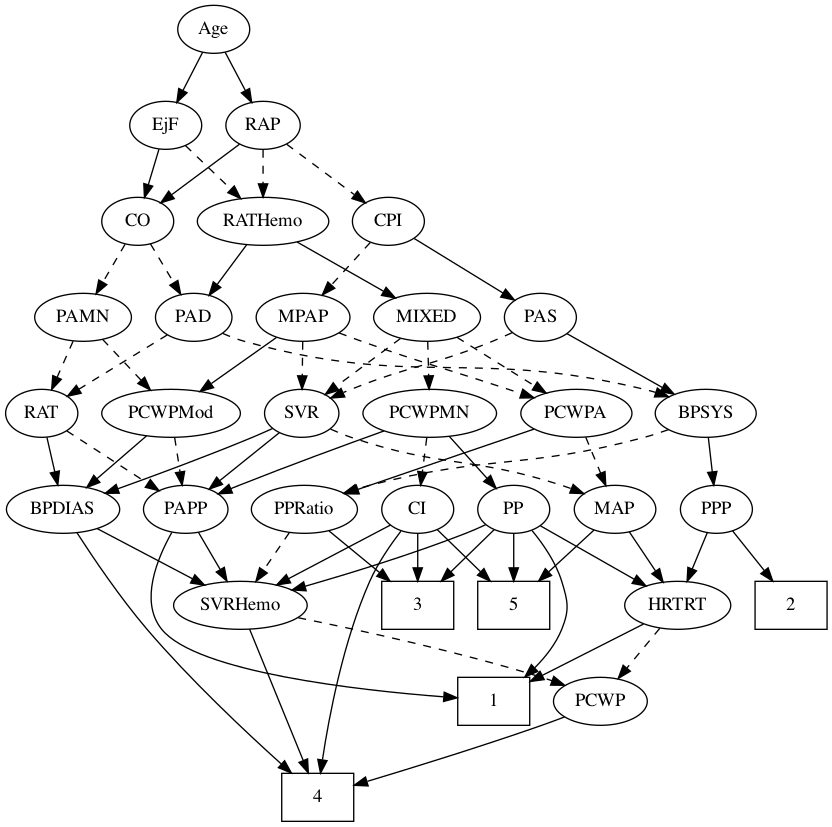 Age
EjF
RAP
CO
RATHemo
CPI
PAMN
PAD
MPAP
MIXED
PAS
RAT
PCWPMod
SVR
PCWPMN
PCWPA
BPSYS
BPDIAS
PAPP
PPRatio
CI
PP
MAP
PPP
SVRHemo
3
5
HRTRT
2
1
PCWP
4